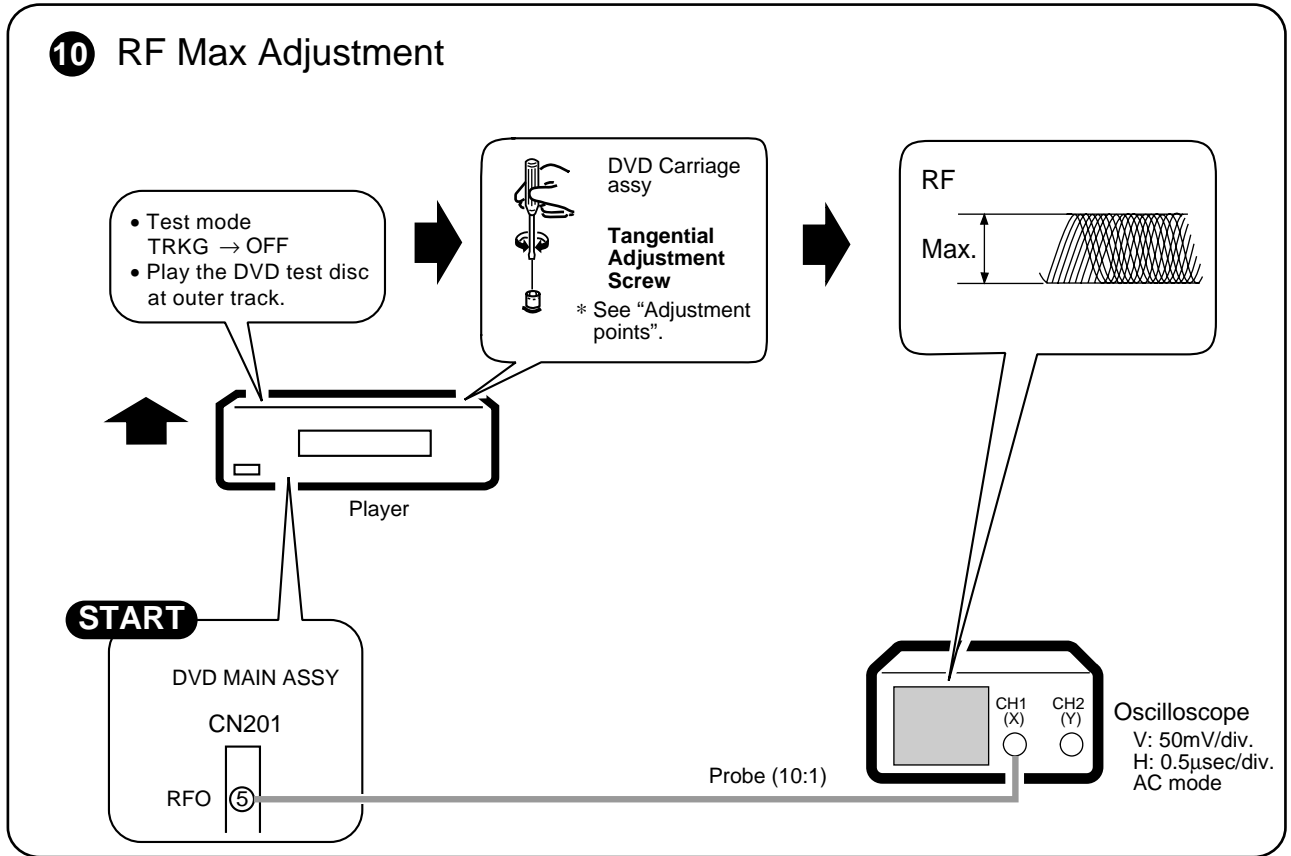 10 RF Max Adjustment
• Test mode
TRKG → OFF
• Play the DVD test disc
at outer track.
DVD Carriage
assy
Tangential
Adjustment
Screw
* See “Adjustment
points”.
RF
Max.
Player
START
DVD MAIN ASSY
CN201
RFO 5
Probe (10:1)
CH1
(X)
CH2
(Y)
Oscilloscope
V: 50mV/div.
H: 0.5µsec/div.
AC mode